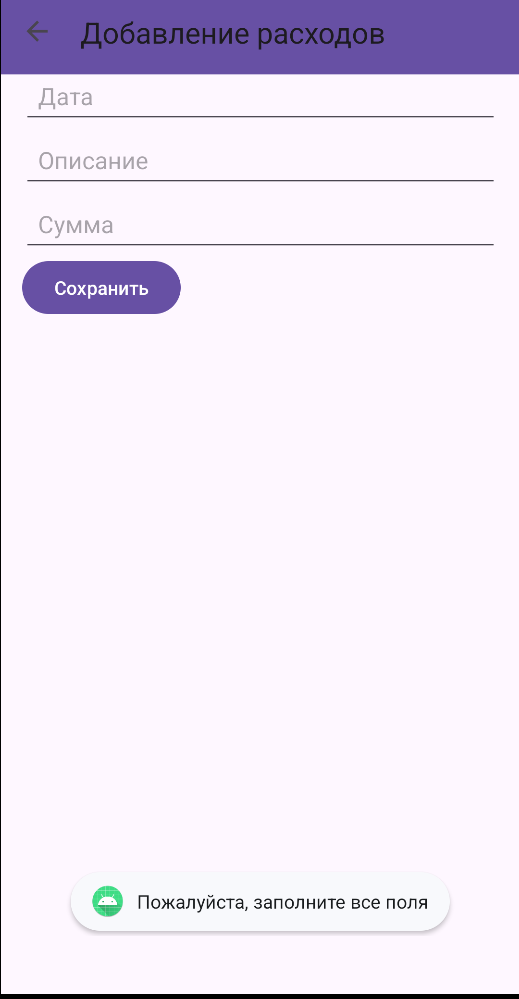 Добавление расходов
Дата
Описание
Сумма
Сохранить
Пожалуйста, заполните все поля